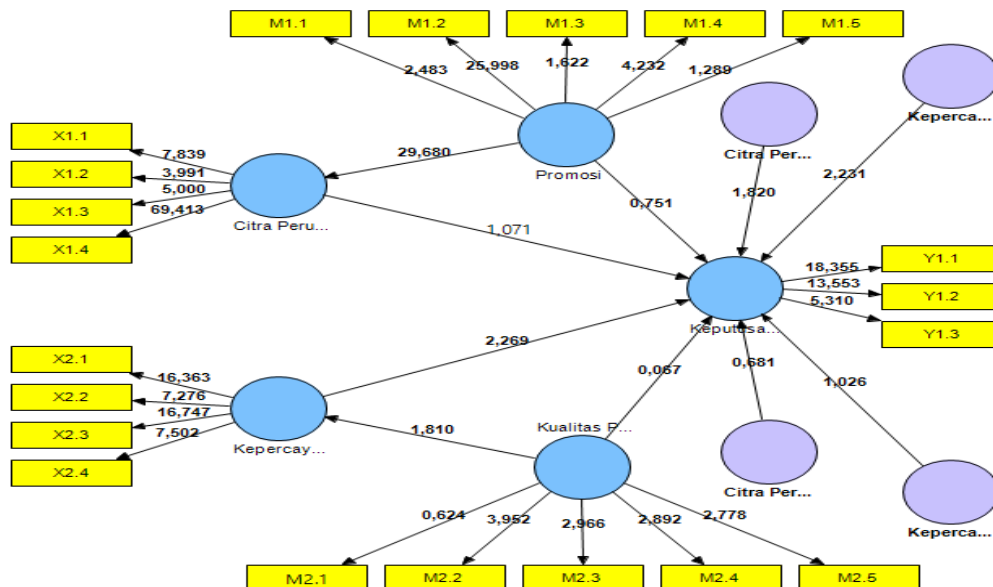 M1.1
M1.2
M1.3
M1.4
M1.5
2,483
25,998
1,622
4,232
1,289
Promosi
Citra Per...
Keperca...
X1.1
X1.2
X1.3
X1.4
7,839
3,991
5,000
69,413
Citra Peru...
29,680
0,751
1,820
2,231
1,071
Keputusa...
18,355
13,553
5,310
Y1.1
Y1.2
Y1.3
X2.1
X2.2
X2.3
X2.4
16,363
7,276
16,747
7,502
Kepercay...
2,269
1,810
0,067
0,681
1,026
Kualitas P...
Citra Per...
Keperca...
0,624
3,952
2,966
2,892
2,778
M2.1
M2.2
M2.3
M2.4
M2.5